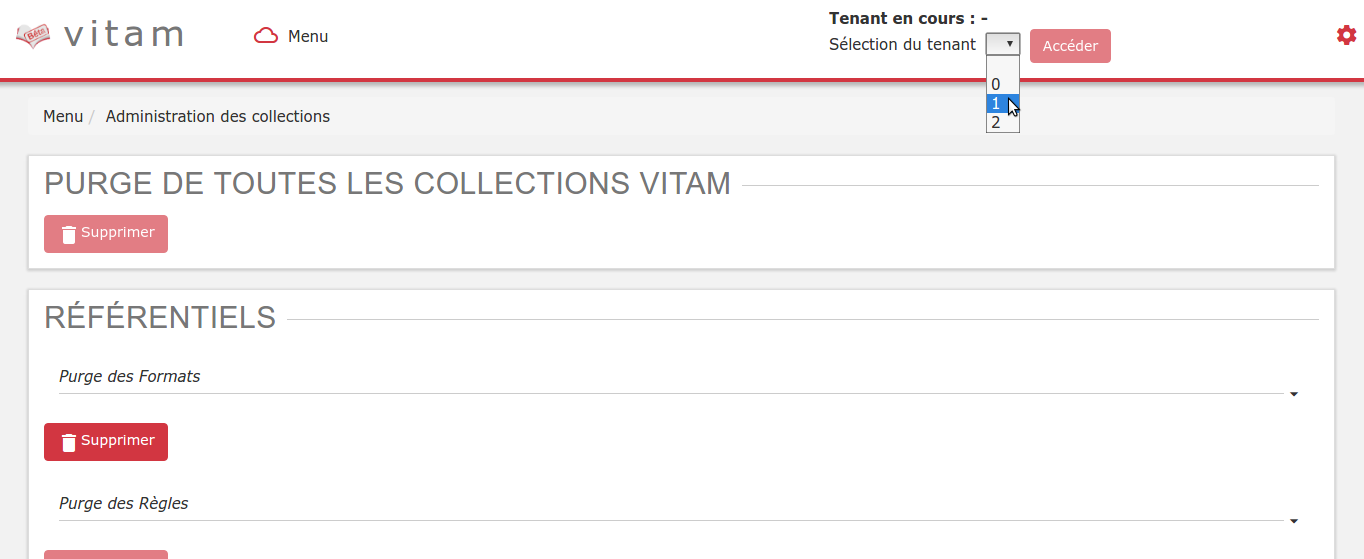 Bêta
vitam
Menu
Tenant en cours : -
Sélection du tenant
Accéder
0
1
2
Menu / Administration des collections
PURGE DE TOUTES LES COLLECTIONS VITAM
Supprimer
RÉFÉRENTIELS
Purge des Formats
Supprimer
Purge des Règles